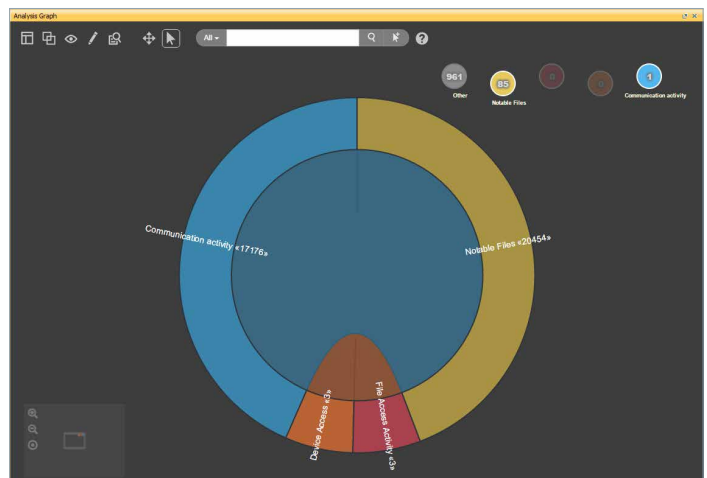 Analysis Graph
All
961
85
1
Other
Notable Files
Communication activity
Communication activity «17176»
Notable Files «20454»
Device Access «3»
File Access Activity «3»